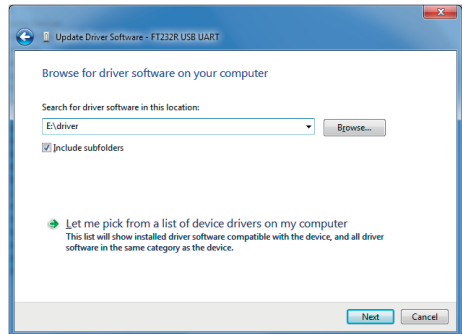 Update Driver Software - FT232R USB UART
Browse for driver software on your computer
Search for driver software in this location:
E:\driver
Browse...
Include subfolders
Let me pick from a list of device drivers on my computer
This list will show installed driver software compatible with the device, and all driver
software in the same category as the device.
Next
Cancel